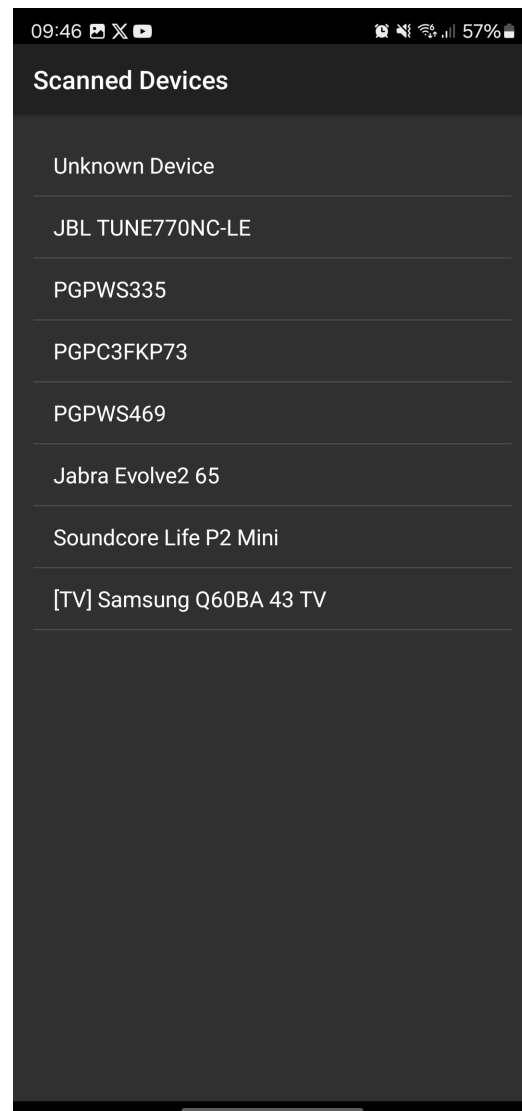 09:46 57%
Scanned Devices
Unknown Device
JBL TUNE770NC-LE
PGPWS335
PGPC3FKP73
PGPWS469
Jabra Evolve2 65
Soundcore Life P2 Mini
[TV] Samsung Q60BA 43 TV